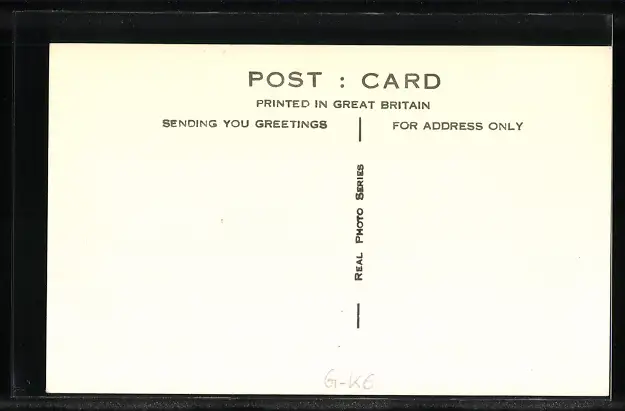 POST : CARD
PRINTED IN GREAT BRITAIN
SENDING YOU GREETINGS
FOR ADDRESS ONLY
REAL PHOTO SERIES
G-K6